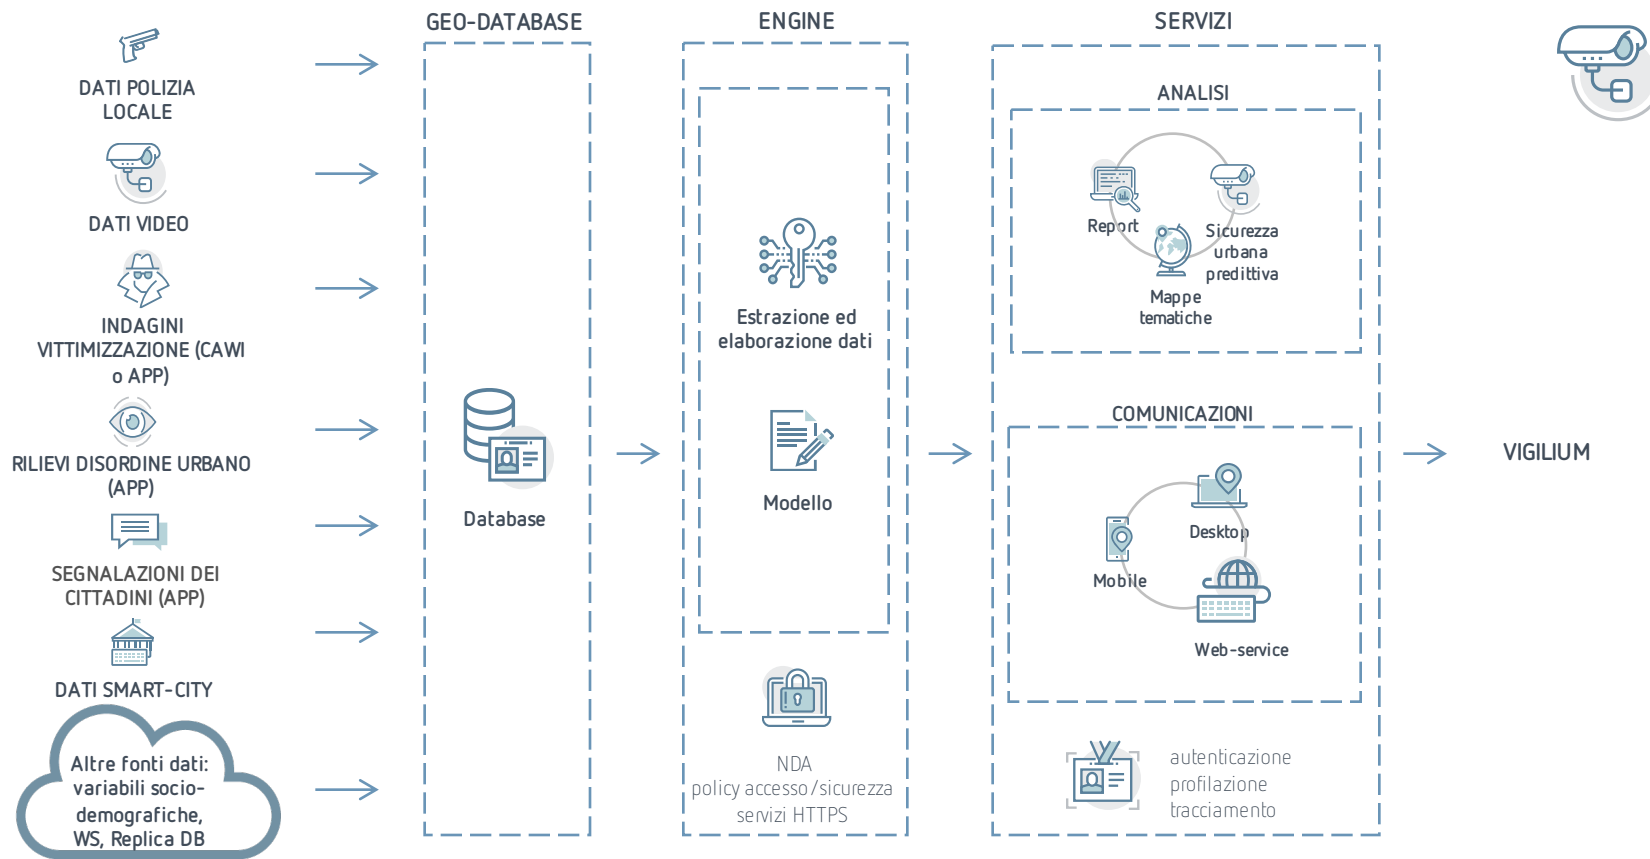 DATI POLIZIA
LOCALE
DATI VIDEO
INDAGINI
VITTIMIZZAZIONE (CAWI
o APP)
RILIEVI DISORDINE URBANO
(APP)
SEGNALAZIONI DEI
CITTADINI (APP)
DATI SMART-CITY
Altre fonti dati:
variabili socio-
demografiche,
WS, Replica DB
GEO-DATABASE
Database
ENGINE
Estrazione ed
elaborazione dati
Modello
NDA
policy accesso/sicurezza
servizi HTTPS
SERVIZI
ANALISI
Report
Sicurezza
urbana
predittiva
Mappe
tematiche
COMUNICAZIONI
Desktop
Mobile
Web-service
autenticazione
profilazione
tracciamento
VIGILIUM